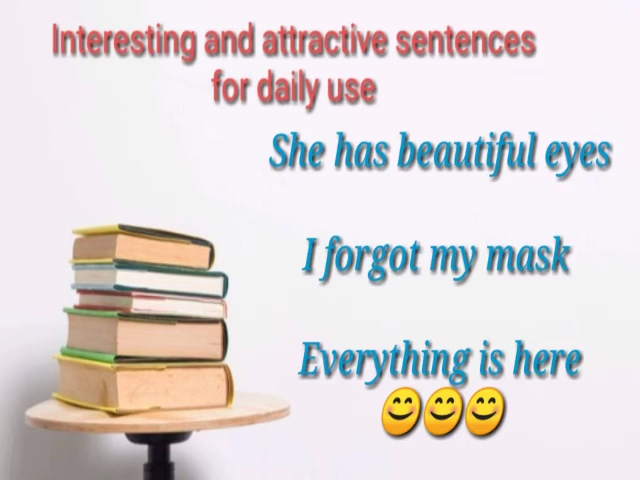 Interesting and attractive sentences
for daily use
She has beautiful eyes
I forgot my mask
Everything is here
😊😊😊